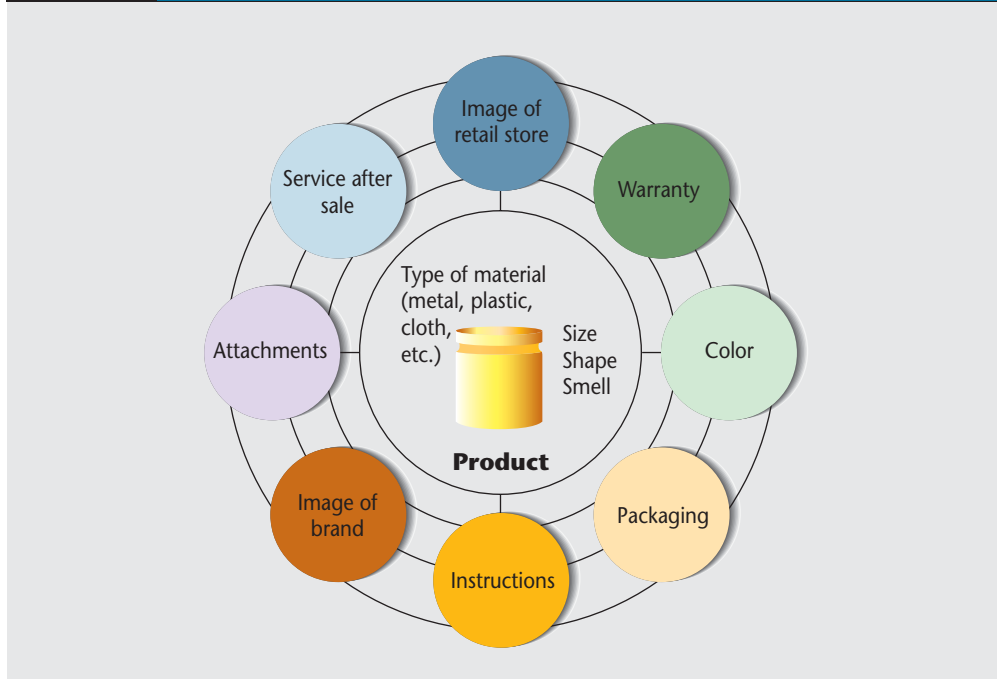 Image of
retail store
Warranty
Color
Packaging
Instructions
Image of
brand
Attachments
Service after
sale
Type of material
(metal, plastic,
cloth,
etc.)
Size
Shape
Smell
Product